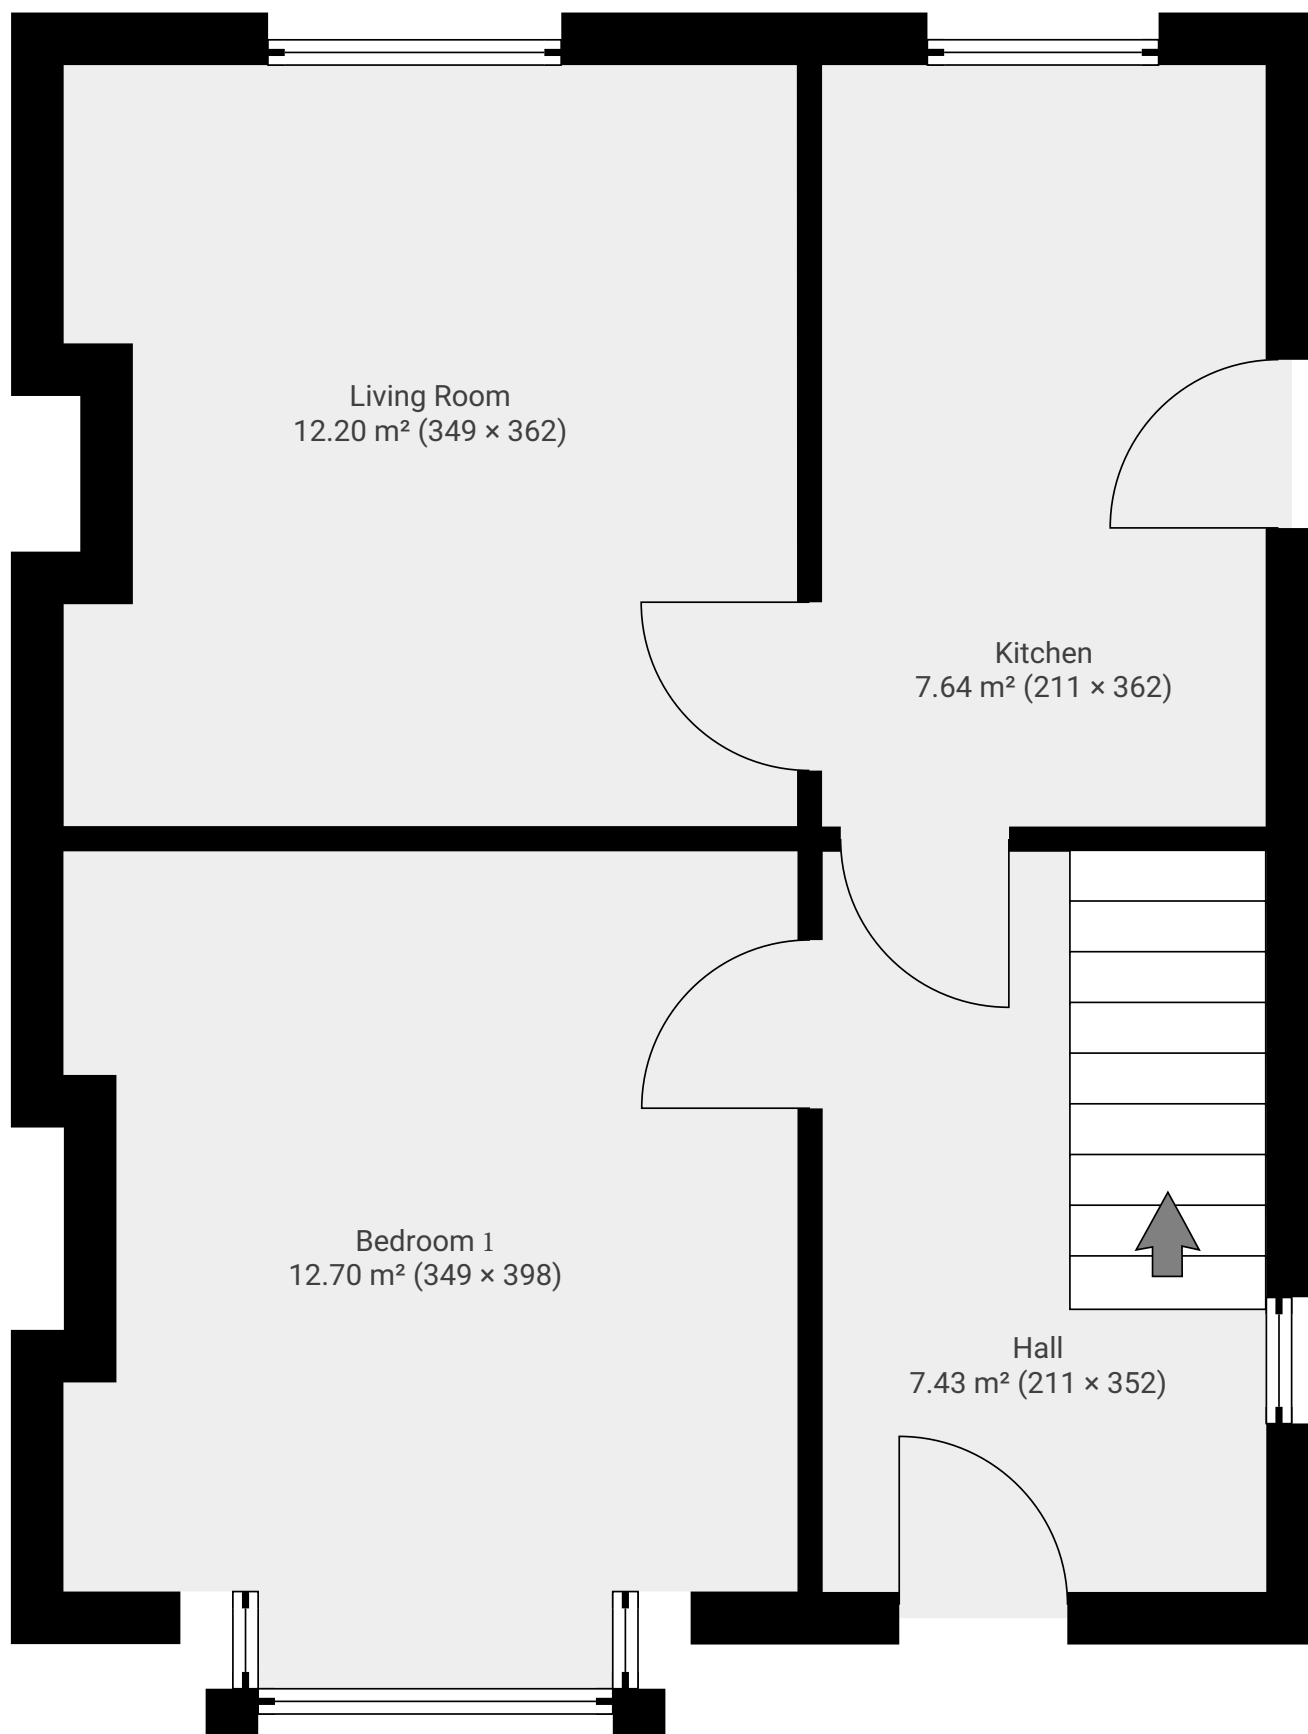 Living Room
12.20 m² (349 × 362)
Kitchen
7.64 m² (211 × 362)
Bedroom 1
12.70 m² (349 × 398)
Hall
7.43 m² (211 × 352)